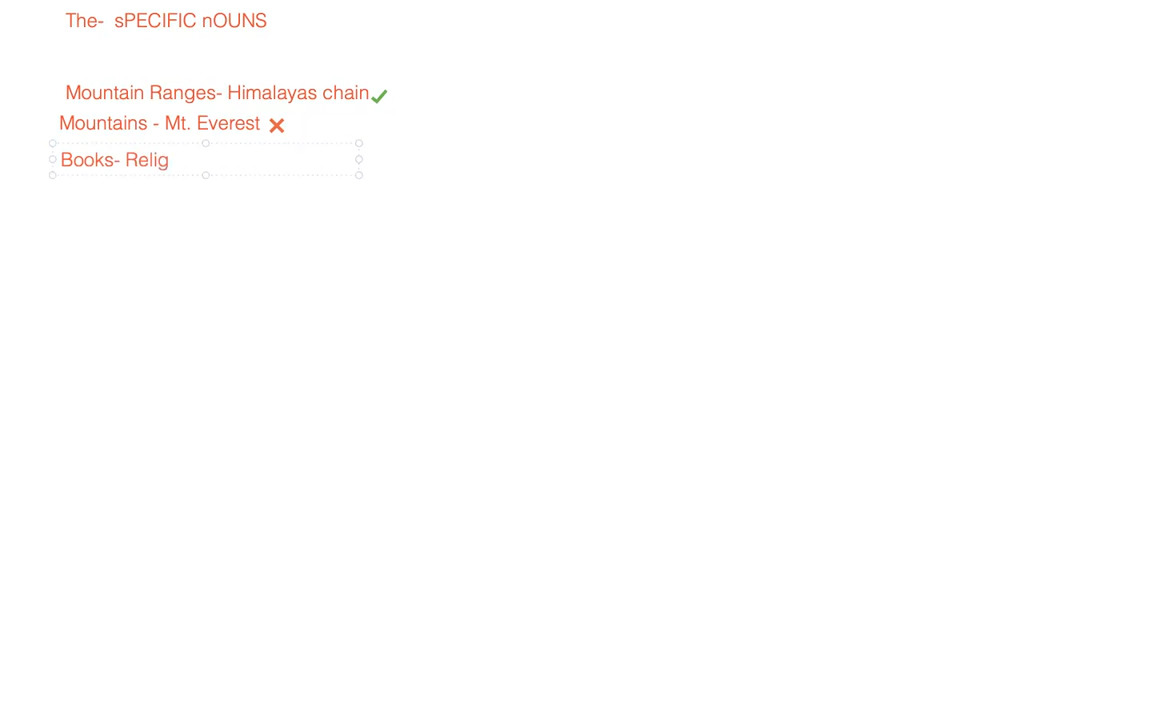 The-  sPECIFIC nOUNS
Mountain Ranges- Himalayas chain
Mountains - Mt. Everest
Books- Relig